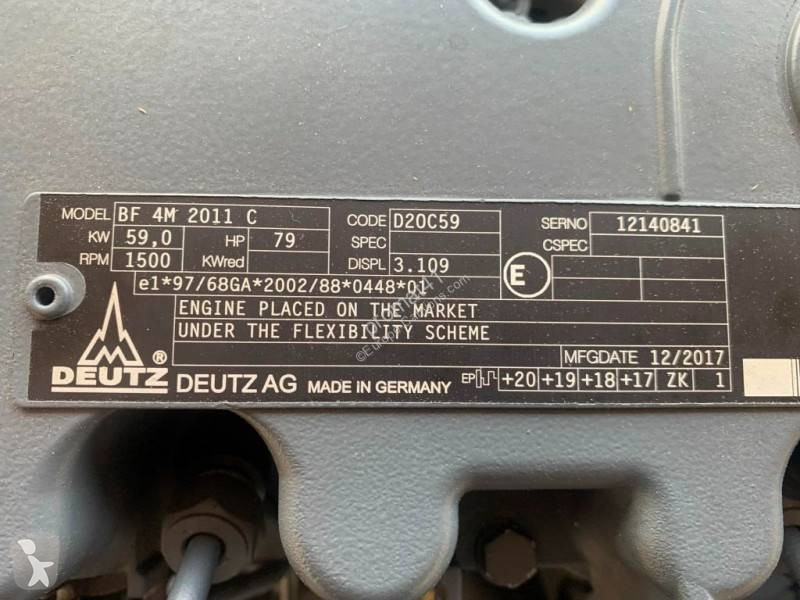 MODEL BF 4M 2011 C CODE D2OC59 SERNO 12140841
KW 59,0 HP 79 SPEC CSPEC
RPM 1500 KWred DISPL 3.109 E
e1*97/68GA*2002/88*0448*01
ENGINE PLACED ON THE MARKET
UNDER THE FLEXIBILITY SCHEME
MFGDATE 12/2017
DEUTZ ® DEUTZ AG MADE IN GERMANY EP +20 +19 +18 +17 ZK 1